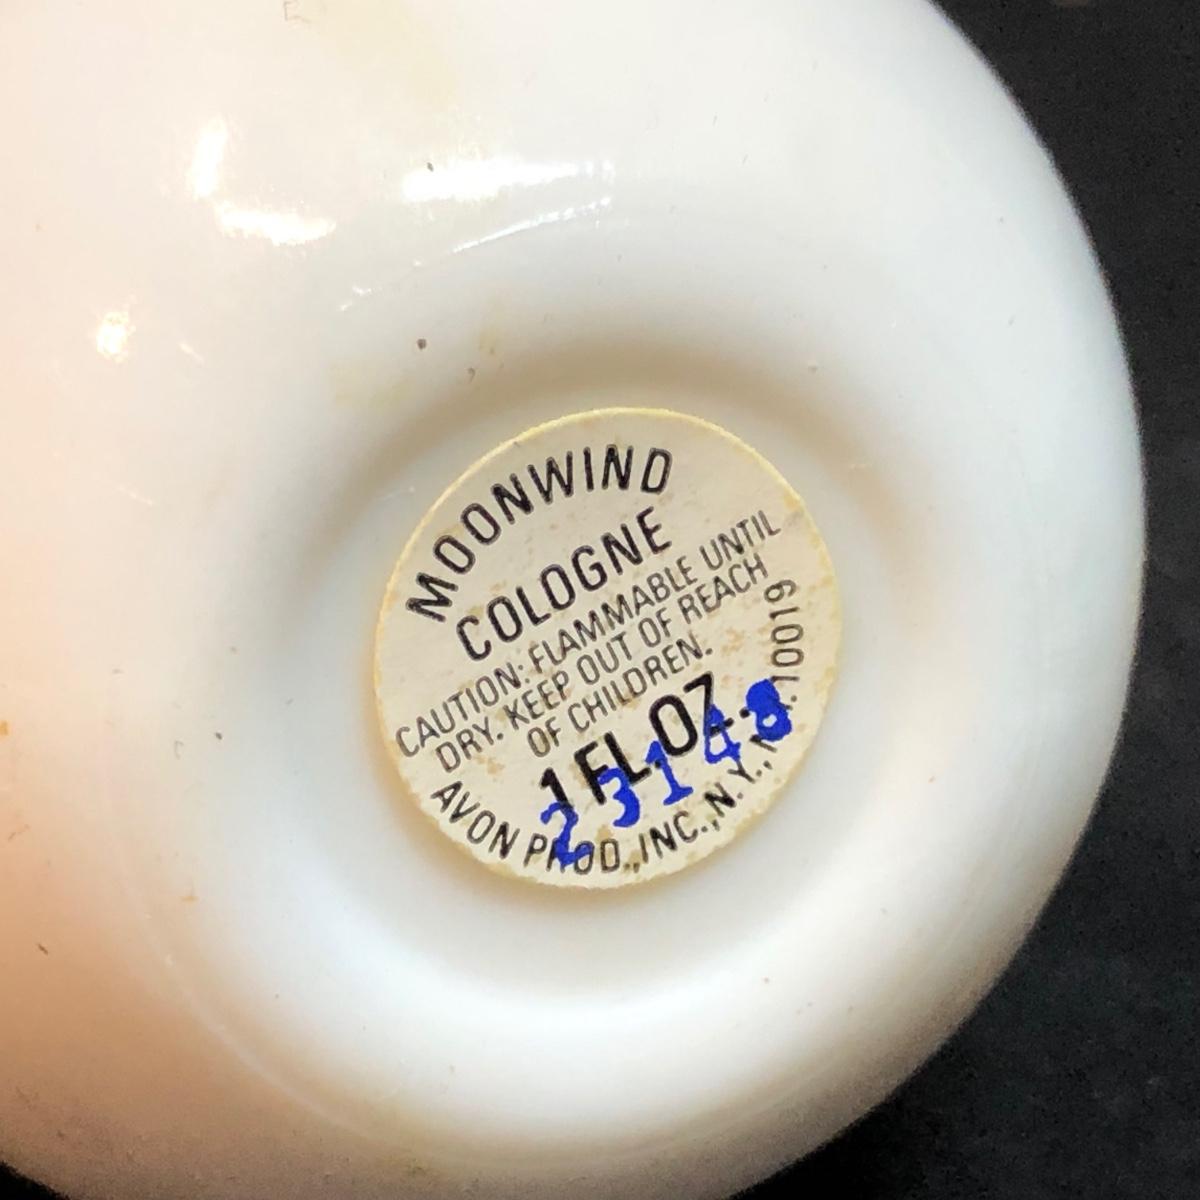 MOONWIND
COLOGNE
CAUTION: FLAMMABLE UNTIL
DRY. KEEP OUT OF REACH
OF CHILDREN.
1 FL. OZ.
23148
AVON PROD., INC., N.Y., N.Y. 10019